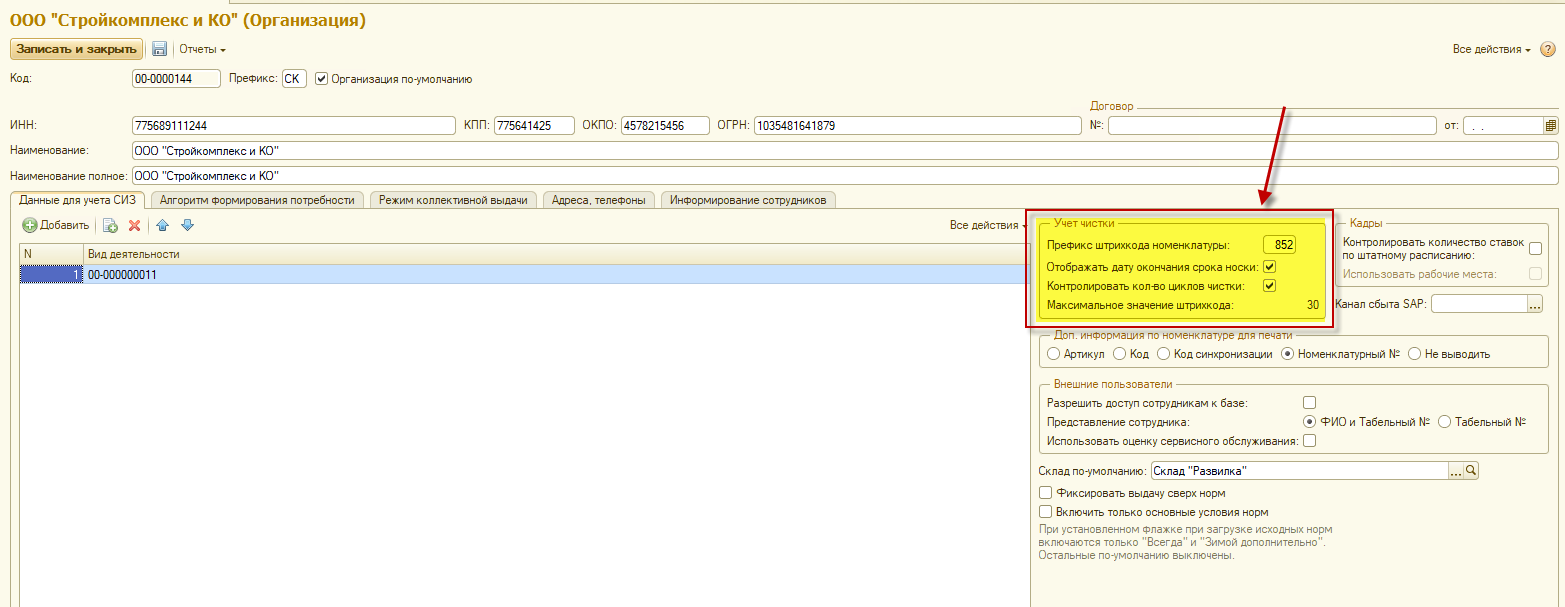 ООО "Стройкомплекс и КО" (Организация)
Записать и закрыть Отчеты Все действия ?
Код: 00-0000144 Префикс: СК Организация по-умолчанию
Договор
ИНН: 775689111244 КПП: 775641425 ОКПО: 4578215456 ОГРН: 1035481641879 №: от: . .
Наименование: ООО "Стройкомплекс и КО"
Наименование полное: ООО "Стройкомплекс и КО"
Данные для учета СИЗ Алгоритм формирования потребности Режим коллективной выдачи Адреса, телефоны Информирование сотрудников
Добавить Все действия
N Вид деятельности
1 00-000000011
Учет чистки
Префикс штрихкода номенклатуры: 852
Отображать дату окончания срока носки:
Контролировать кол-во циклов чистки:
Максимальное значение штрихкода: 30
Кадры
Контролировать количество ставок
по штатному расписанию:
Использовать рабочие места:
Канал сбыта SAP: ...
Доп. информация по номенклатуре для печати
Артикул Код Код синхронизации Номенклатурный № Не выводить
Внешние пользователи
Разрешить доступ сотрудникам к базе:
Представление сотрудника: ФИО и Табельный № Табельный №
Использовать оценку сервисного обслуживания:
Склад по-умолчанию: Склад "Развилка" ...
Фиксировать выдачу сверх норм
Включить только основные условия норм
При установленном флажке при загрузке исходных норм
включаются только "Всегда" и "Зимой дополнительно".
Остальные по-умолчанию выключены.